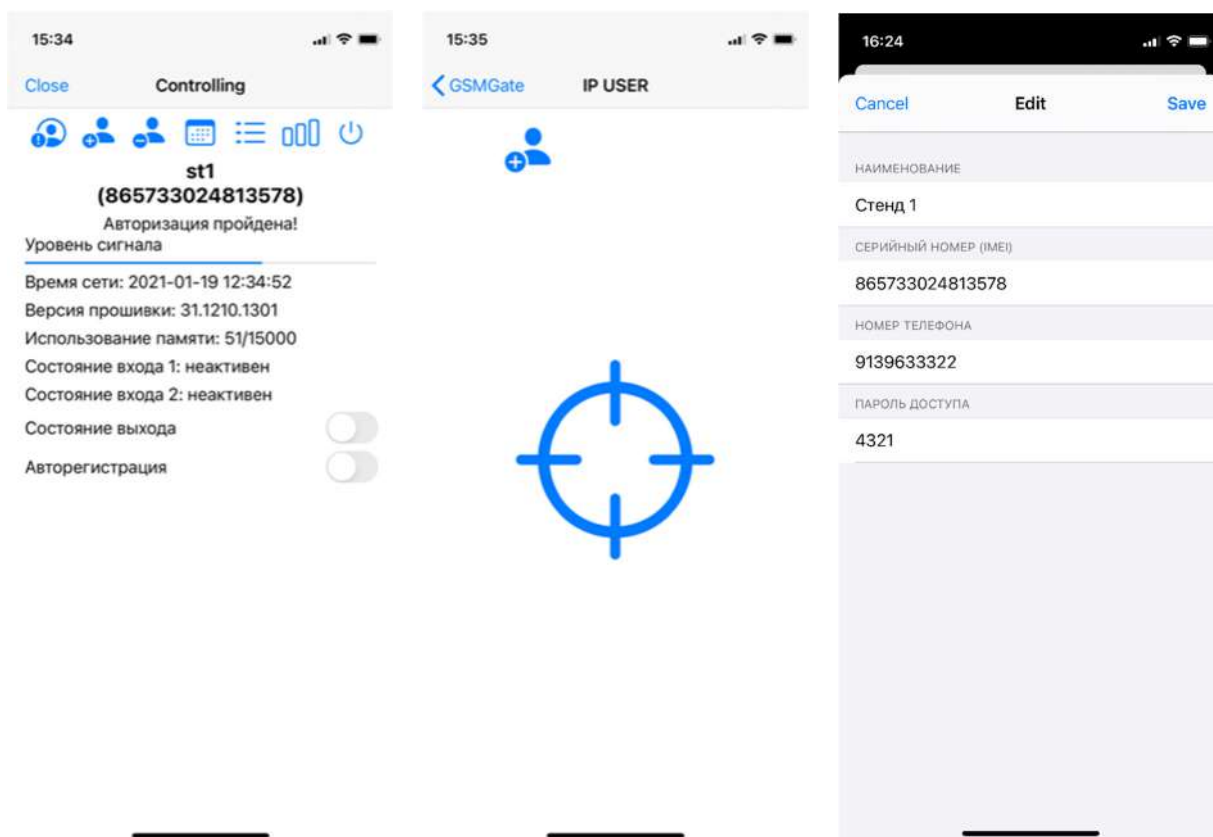 15:34
Close
Controlling
st1
(865733024813578)
Авторизация пройдена!
Уровень сигнала
Время сети: 2021-01-19 12:34:52
Версия прошивки: 31.1210.1301
Использование памяти: 51/15000
Состояние входа 1: неактивен
Состояние входа 2: неактивен
Состояние выхода
Авторегистрация
15:35
GSMGate
IP USER
16:24
Cancel
Edit
Save
НАИМЕНОВАНИЕ
Стенд 1
СЕРИЙНЫЙ НОМЕР (IMEI)
865733024813578
НОМЕР ТЕЛЕФОНА
9139633322
ПАРОЛЬ ДОСТУПА
4321